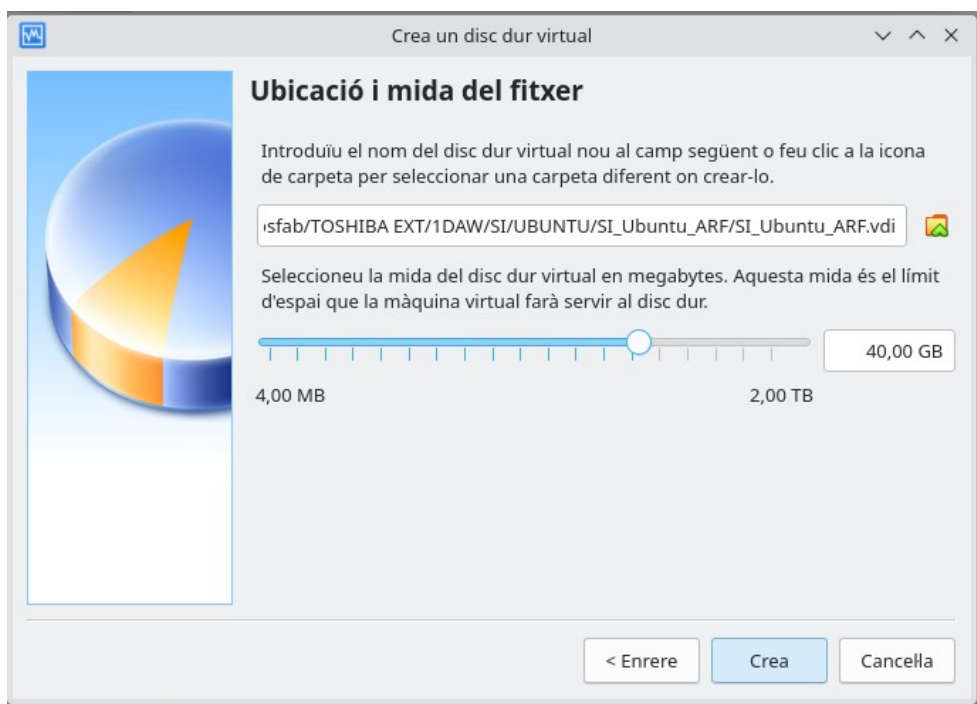 Crea un disc dur virtual
Ubicació i mida del fitxer
Introduïu el nom del disc dur virtual nou al camp següent o feu clic a la icona
de carpeta per seleccionar una carpeta diferent on crear-lo.
sfab/TOSHIBA EXT/1DAW/SI/UBUNTU/SI_Ubuntu_ARF/SI_Ubuntu_ARF.vdi
Seleccioneu la mida del disc dur virtual en megabytes. Aquesta mida és el límit
d'espai que la màquina virtual farà servir al disc dur.
40,00 GB
4,00 MB 2,00 TB
< Enrere Crea Canceŀla